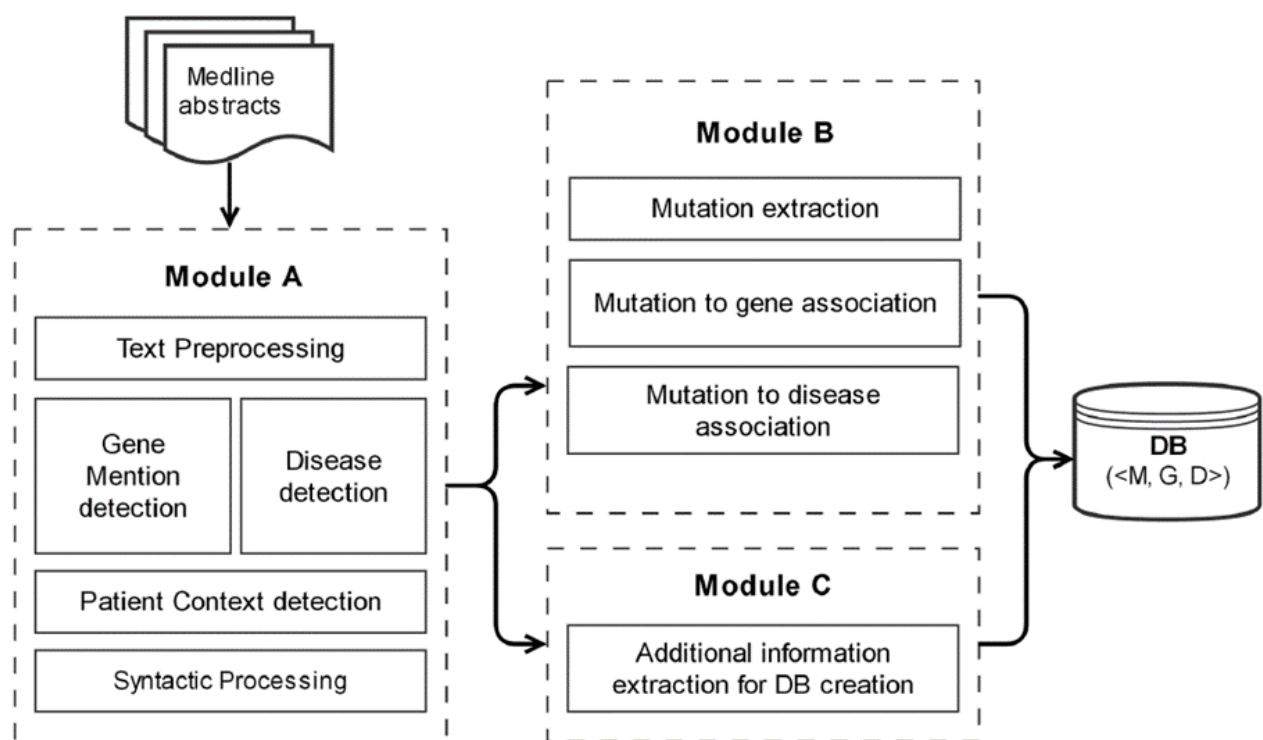 Medline
abstracts
Module A
Text Preprocessing
Gene
Mention
detection
Disease
detection
Patient Context detection
Syntactic Processing
Module B
Mutation extraction
Mutation to gene association
Mutation to disease
association
Module C
Additional information
extraction for DB creation
DB
(<M, G, D>)